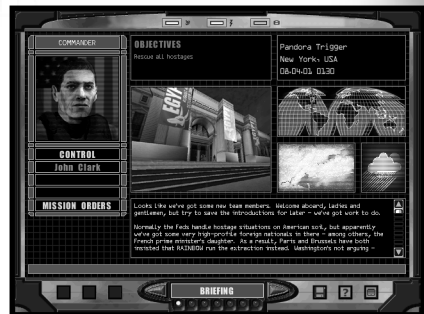 COMMANDER
CONTROL
John Clark
MISSION ORDERS
OBJECTIVES
Rescue all hostages
Pandora Trigger
New York, USA
08-04-01 0130
EGYPT
Looks like we've got some new team members. Welcome aboard, ladies and
gentlemen, but try to save the introductions for later - we've got work to do.
Normally the Feds handle hostage situations on American soil, but apparently
we've got some very high-profile foreign nationals in there - among others, the
French prime minister's daughter. As a result, Paris and Brussels have both
insisted that RAINBOW run the extraction instead. Washington's not arguing -
BRIEFING
?